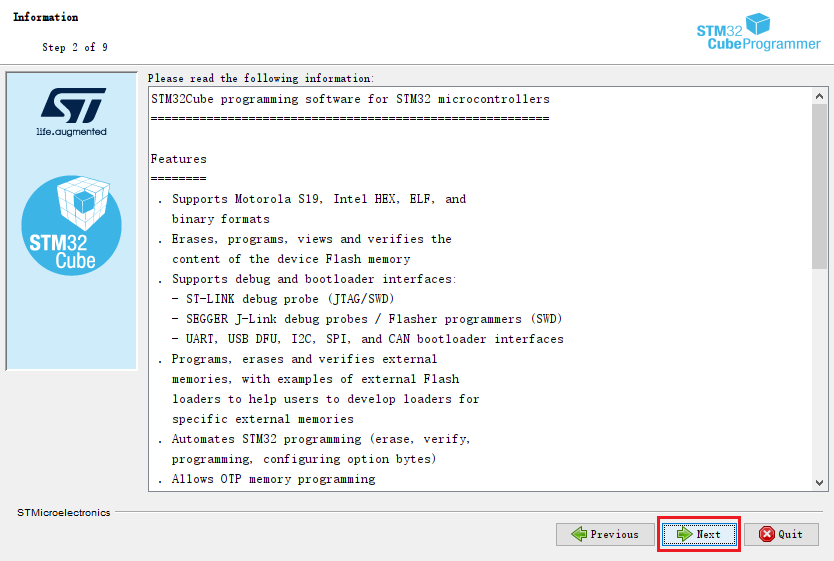 Information
Step 2 of 9
STM32
CubeProgrammer
Please read the following information:
STM32Cube programming software for STM32 microcontrollers
=========================================================
Features
========
. Supports Motorola S19, Intel HEX, ELF, and
binary formats
. Erases, programs, views and verifies the
content of the device Flash memory
. Supports debug and bootloader interfaces:
- ST-LINK debug probe (JTAG/SWD)
- SEGGER J-Link debug probes / Flasher programmers (SWD)
- UART, USB DFU, I2C, SPI, and CAN bootloader interfaces
. Programs, erases and verifies external
memories, with examples of external Flash
loaders to help users to develop loaders for
specific external memories
. Automates STM32 programming (erase, verify,
programming, configuring option bytes)
. Allows OTP memory programming
ST
life.augmented
STM32
Cube
STMicroelectronics
Previous
Next
Quit